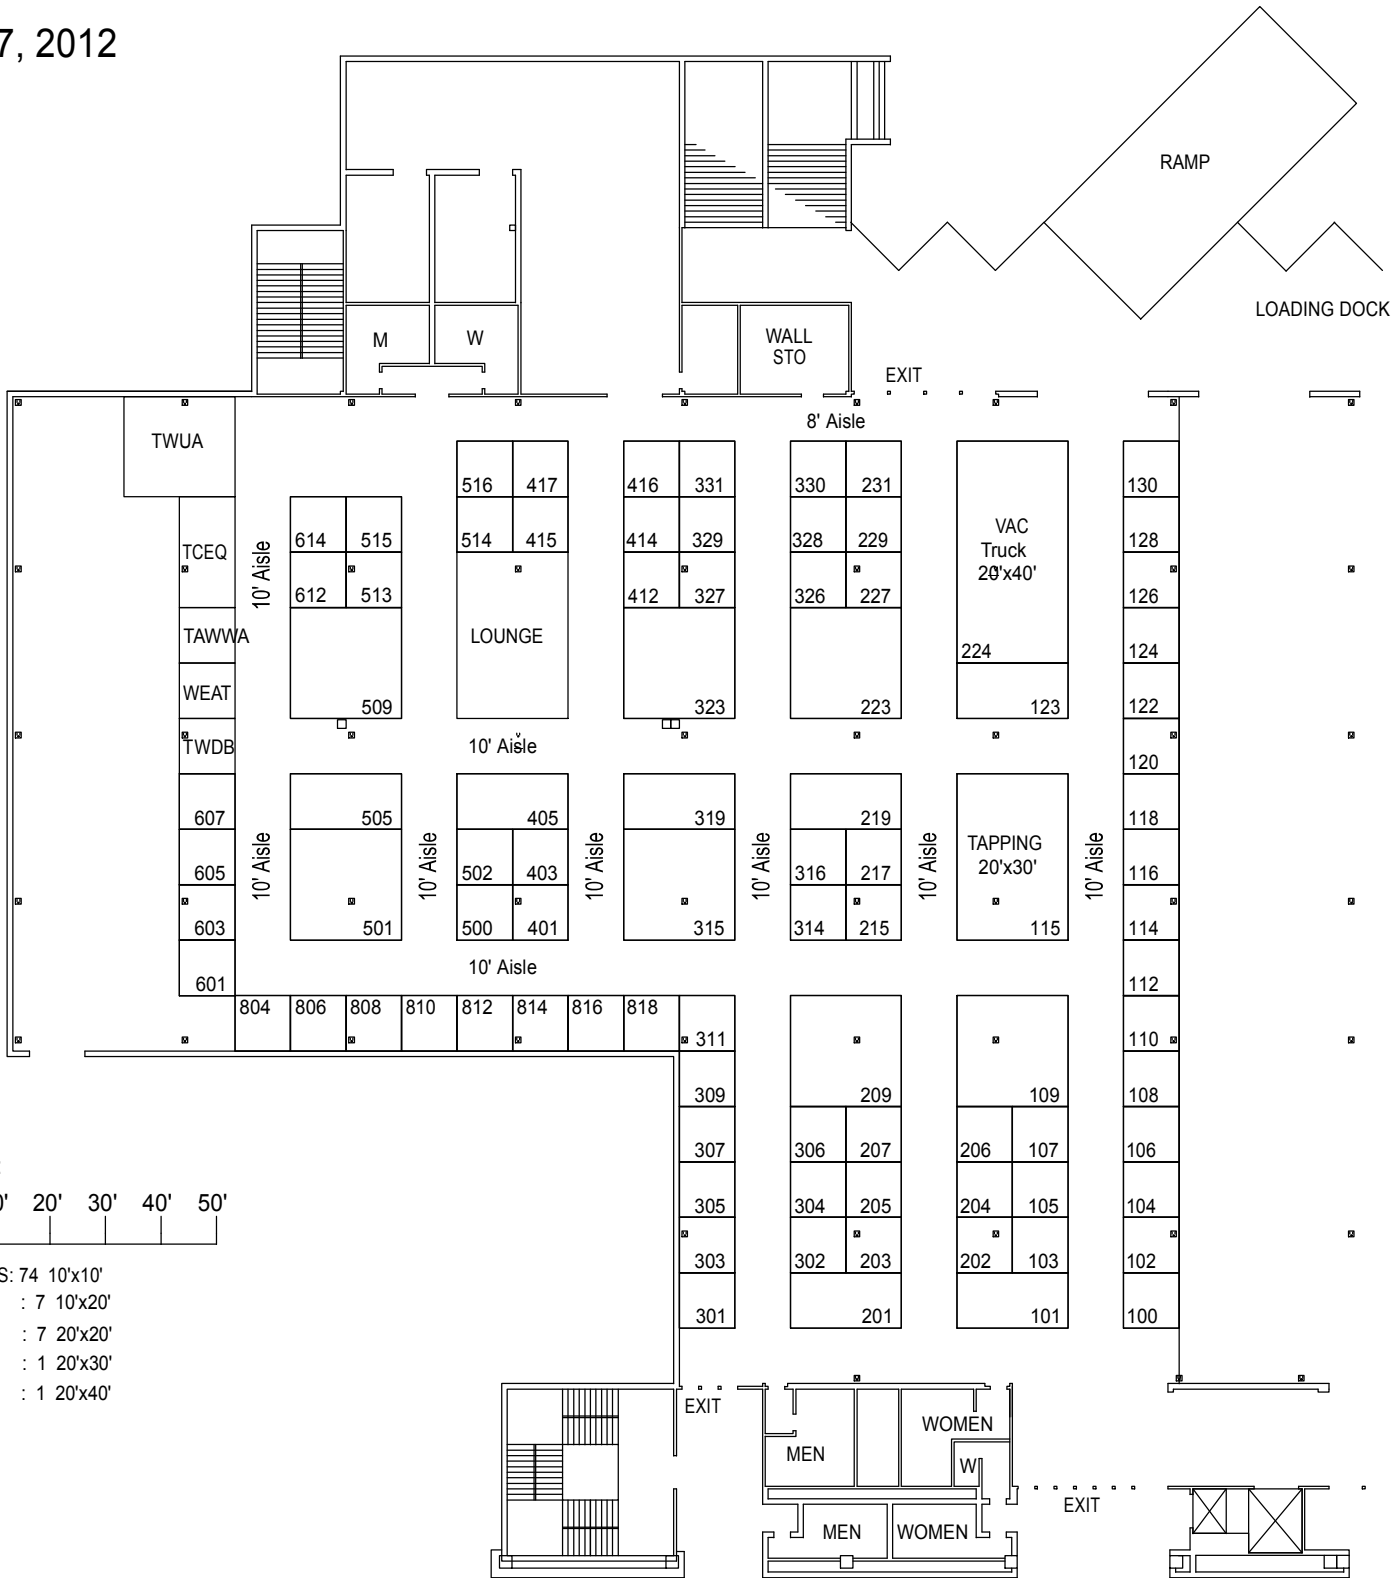 7, 2012
RAMP
LOADING DOCK
M
W
WALL
STO
EXIT
8' Aisle
TWUA
516 417 416 331 330 231 130
TCEQ
10' Aisle
614 515 514 415 414 329 328 229 128
VAC
Truck
20'x40'
612 513 412 327 326 227 126
TAWWA
LOUNGE
224 124
WEAT
509 323 223 123 122
TWDB
10' Aisle
120
607 505 405 319 219 118
10' Aisle
10' Aisle
10' Aisle
10' Aisle
10' Aisle
10' Aisle
TAPPING
20'x30'
605 502 403 316 217 116
603 501 500 401 315 314 215 115 114
10' Aisle
601 112
804 806 808 810 812 814 816 818
311 110
309 209 109 108
307 306 207 206 107 106
20' 30' 40' 50'
305 304 205 204 105 104
303 302 203 202 103 102
S: 74 10'x10'
: 7 10'x20'
: 7 20'x20'
: 1 20'x30'
: 1 20'x40'
301 201 101 100
EXIT
WOMEN
MEN
W
EXIT
MEN
WOMEN